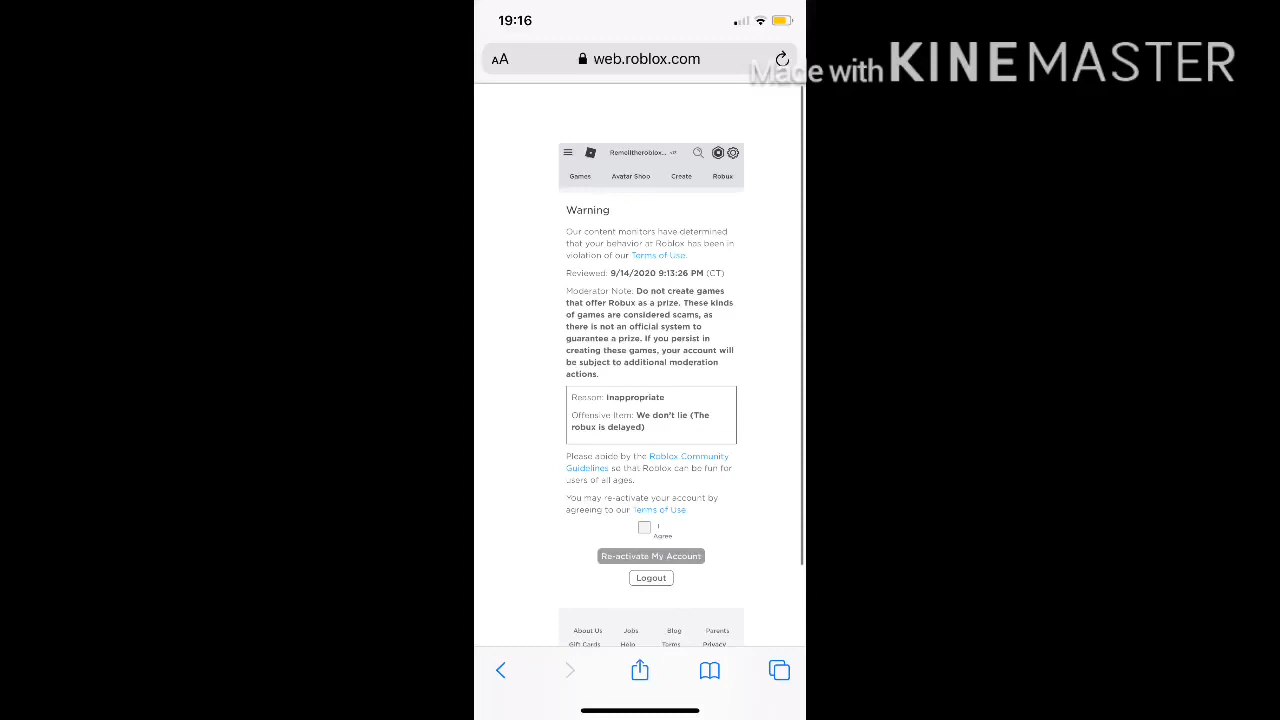 19:16
AA web.roblox.com
Made with KINEMASTER
Remelltheroblox...
Games Avatar Shop Create Robux
Warning
Our content monitors have determined
that your behavior at Roblox has been in
violation of our Terms of Use.
Reviewed: 9/14/2020 9:13:26 PM (CT)
Moderator Note: Do not create games
that offer Robux as a prize. These kinds
of games are considered scams, as
there is not an official system to
guarantee a prize. If you persist in
creating these games, your account will
be subject to additional moderation
actions.
Reason: Inappropriate
Offensive Item: We don't lie (The
robux is delayed)
Please abide by the Roblox Community
Guidelines so that Roblox can be fun for
users of all ages.
You may re-activate your account by
agreeing to our Terms of Use.
I
Agree
Re-activate My Account
Logout
About Us Jobs Blog Parents
Gift Cards Help Terms Privacy